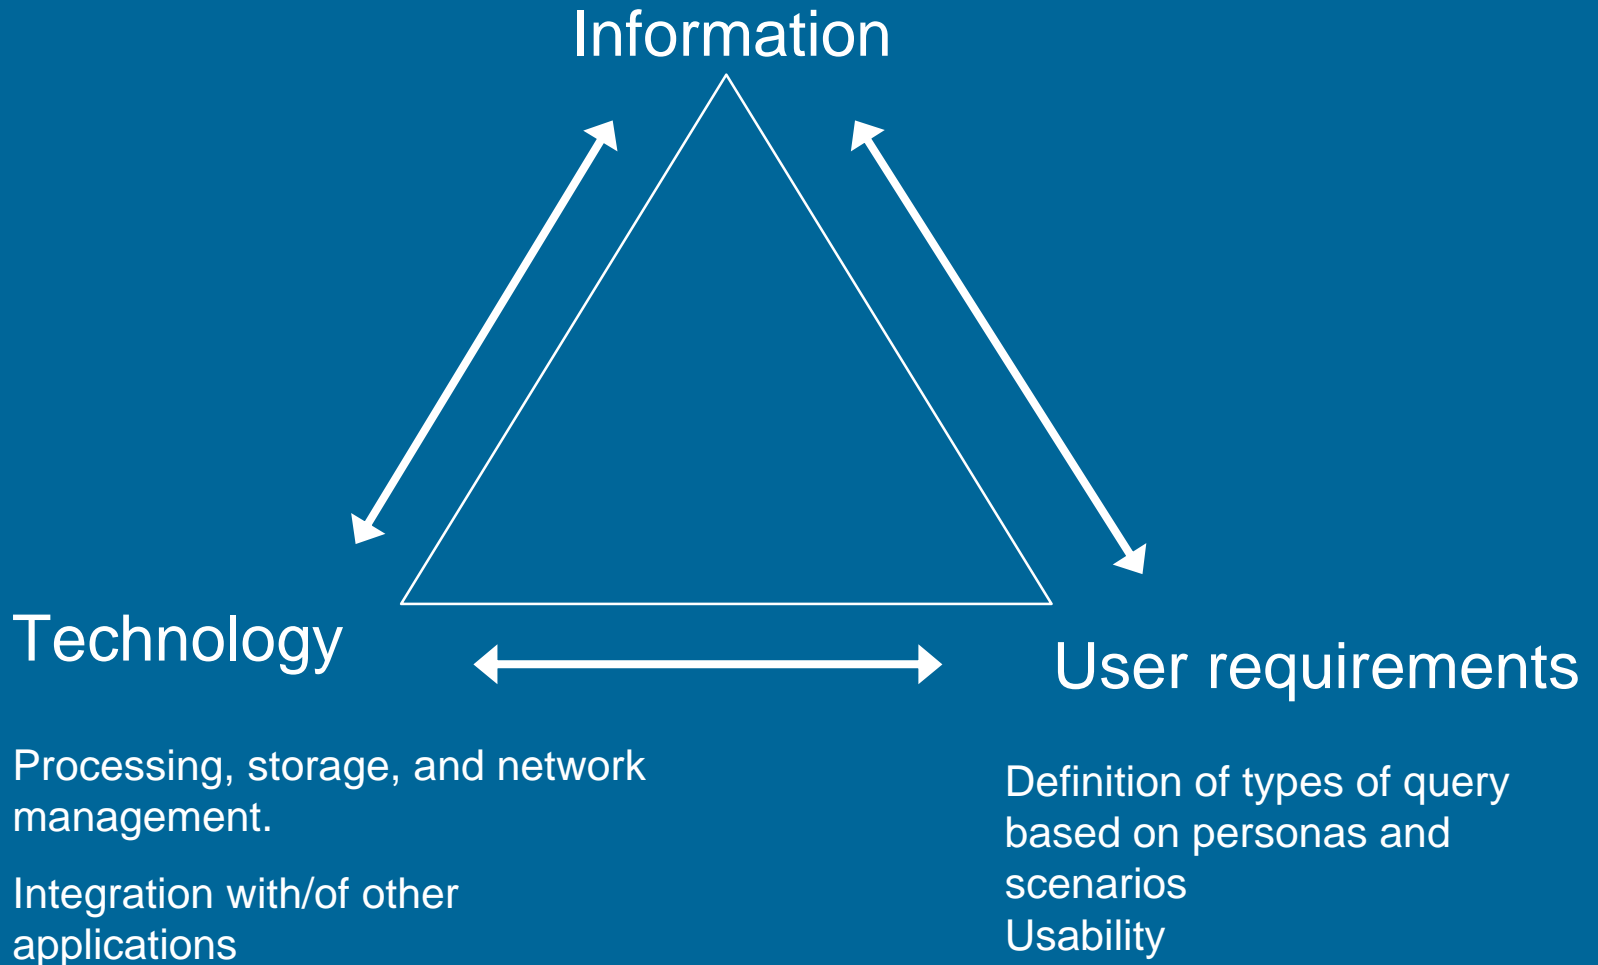 Information
Technology
User requirements
Processing, storage, and network
management.
Integration with/of other
applications
Definition of types of query
based on personas and
scenarios
Usability